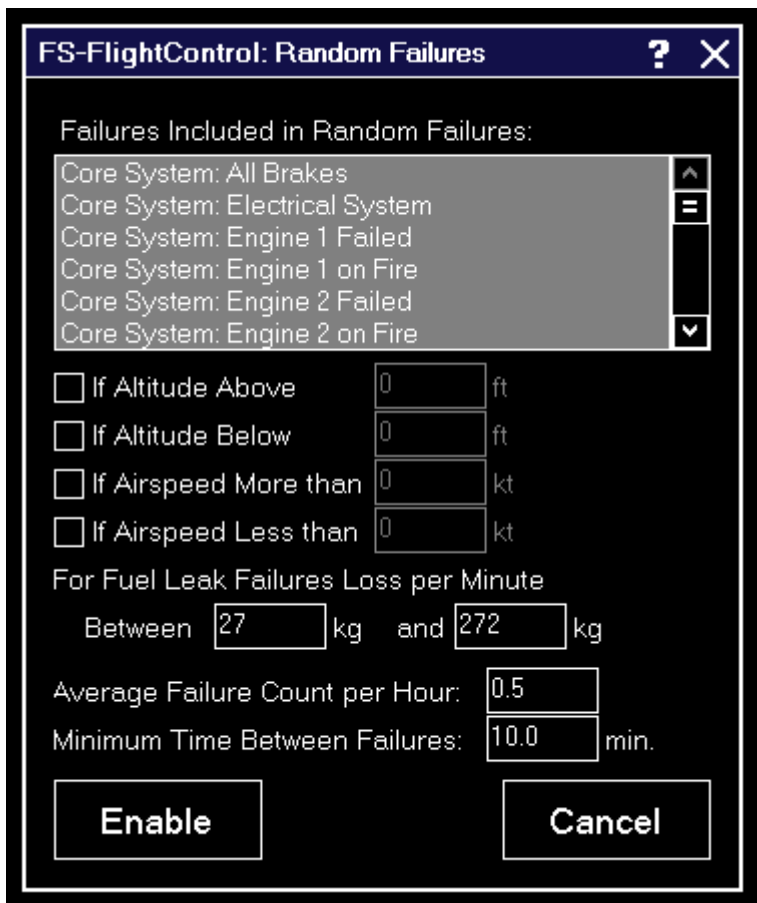 FS-FlightControl: Random Failures ? X
Failures Included in Random Failures:
Core System: All Brakes
Core System: Electrical System
Core System: Engine 1 Failed
Core System: Engine 1 on Fire
Core System: Engine 2 Failed
Core System: Engine 2 on Fire
If Altitude Above 0 ft
If Altitude Below 0 ft
If Airspeed More than 0 kt
If Airspeed Less than 0 kt
For Fuel Leak Failures Loss per Minute
Between 27 kg and 272 kg
Average Failure Count per Hour: 0.5
Minimum Time Between Failures: 10.0 min.
Enable Cancel